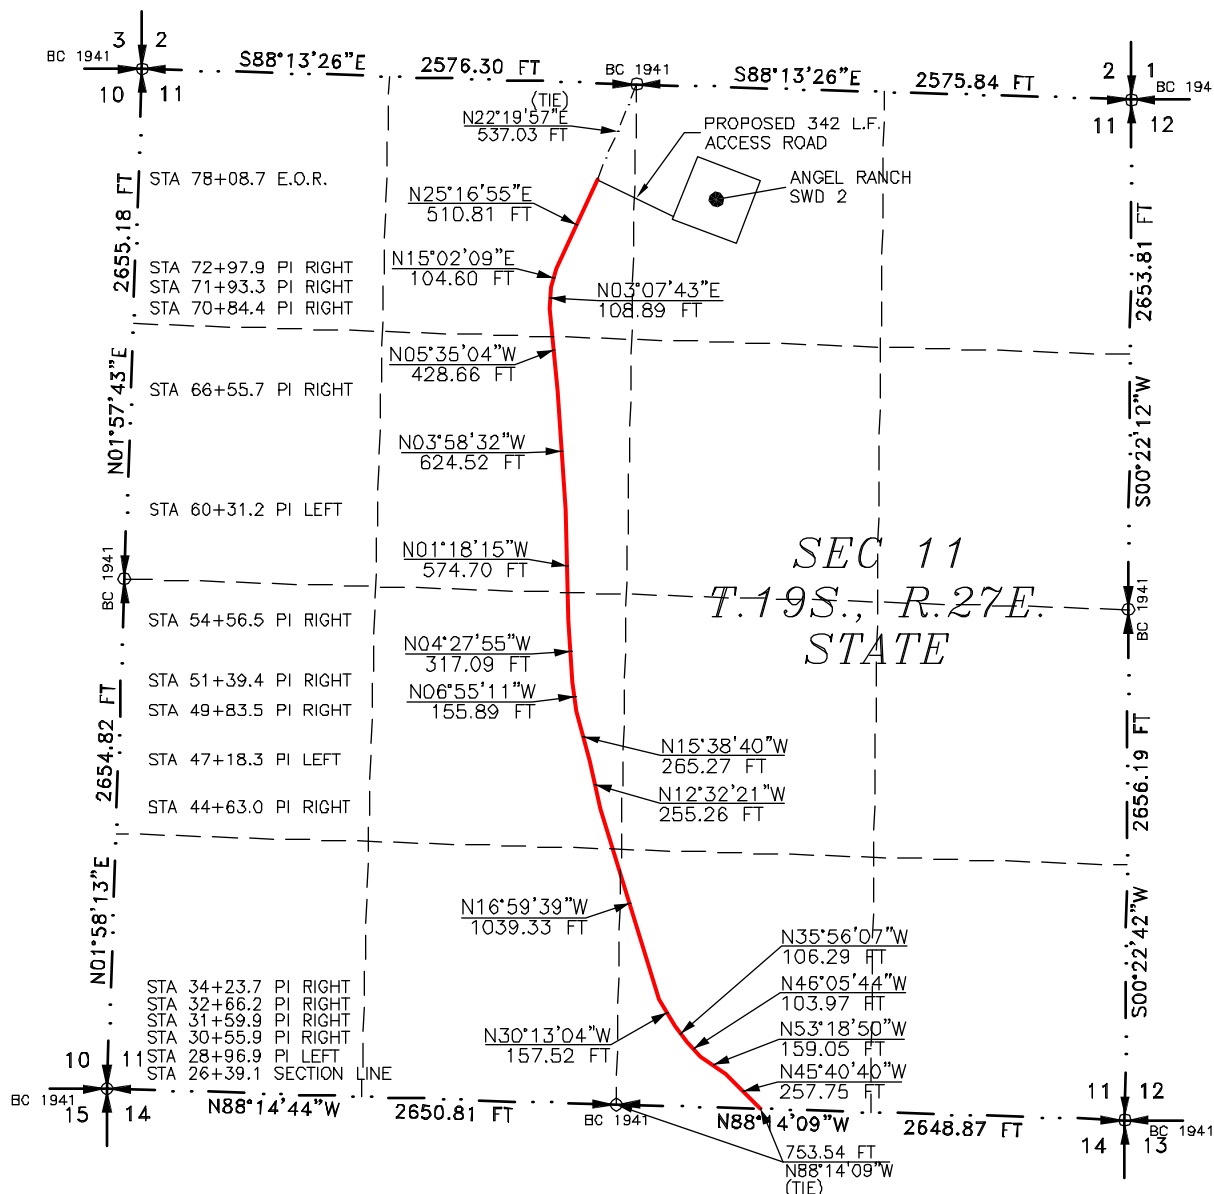 3 2
BC 1941
10 11
S88°13'26"E
2576.30 FT
BC 1941
S88°13'26"E
2575.84 FT
2 1
BC 194
11 12
(TIE)
N22°19'57"E
537.03 FT
PROPOSED 342 L.F.
ACCESS ROAD
ANGEL RANCH
SWD 2
STA 78+08.7 E.O.R.
N25°16'55"E
510.81 FT
2655.18 FT
2653.81 FT
STA 72+97.9 PI RIGHT
STA 71+93.3 PI RIGHT
STA 70+84.4 PI RIGHT
N15°02'09"E
104.60 FT
N03°07'43"E
108.89 FT
N05°35'04"W
428.66 FT
STA 66+55.7 PI RIGHT
N01°57'43"E
S00°22'12"W
N03°58'32"W
624.52 FT
STA 60+31.2 PI LEFT
N01°18'15"W
574.70 FT
SEC 11
T.19S., R.27E.
STATE
BC 1941
BC 1941
STA 54+56.5 PI RIGHT
N04°27'55"W
317.09 FT
STA 51+39.4 PI RIGHT
N06°55'11"W
155.89 FT
STA 49+83.5 PI RIGHT
2654.82 FT
2656.19 FT
STA 47+18.3 PI LEFT
N15°38'40"W
265.27 FT
STA 44+63.0 PI RIGHT
N12°32'21"W
255.26 FT
N01°58'13"E
S00°22'42"W
N16°59'39"W
1039.33 FT
N35°56'07"W
106.29 FT
N46°05'44"W
103.97 FT
STA 34+23.7 PI RIGHT
STA 32+66.2 PI RIGHT
STA 31+59.9 PI RIGHT
STA 30+55.9 PI RIGHT
STA 28+96.9 PI LEFT
STA 26+39.1 SECTION LINE
N30°13'04"W
157.52 FT
N53°18'50"W
159.05 FT
N45°40'40"W
257.75 FT
10 11
BC 1941
15 14
N88°14'44"W
2650.81 FT
BC 1941
N88°14'09"W
2648.87 FT
11 12
BC 1941
14 13
753.54 FT
N88°14'09"W
(TIE)